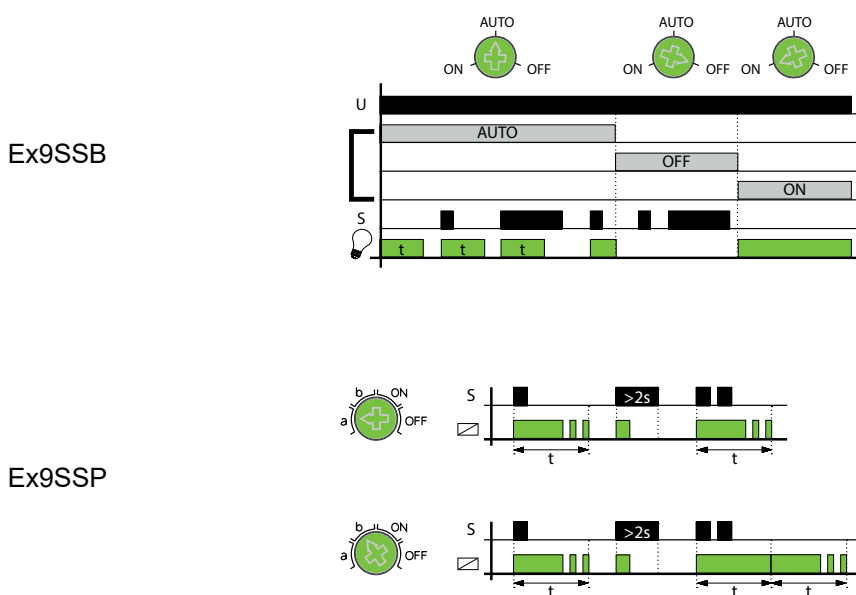 AUTO AUTO AUTO
ON OFF ON OFF ON OFF
U
AUTO
Ex9SSB
OFF
ON
S
t t t
b ON
a OFF
S >2s
t t
Ex9SSP
b ON
a OFF
S >2s
t t t